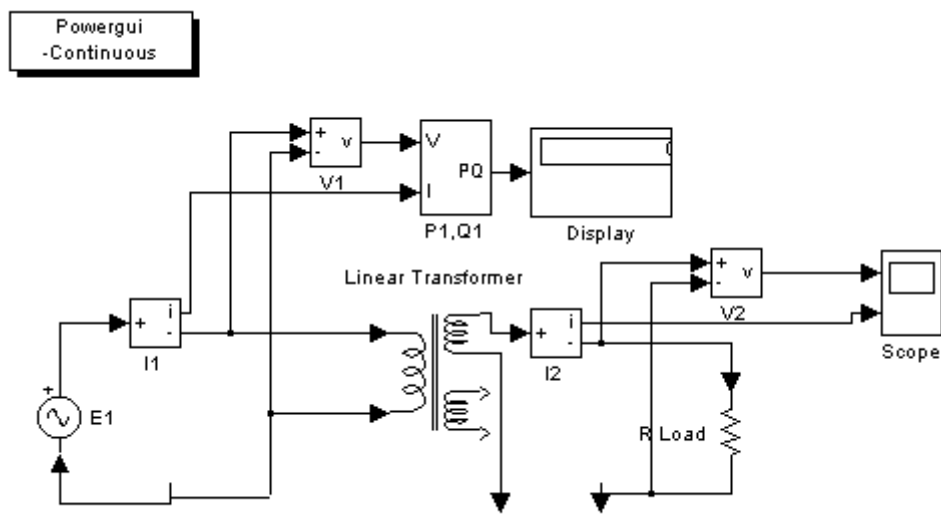 Powergui
-Continuous
+
-
v
V1
V
I
PQ
P1,Q1
Display
Linear Transformer
+
-
v
V2
Scope
+
i
-
I1
+
i
-
I2
+
E1
R Load